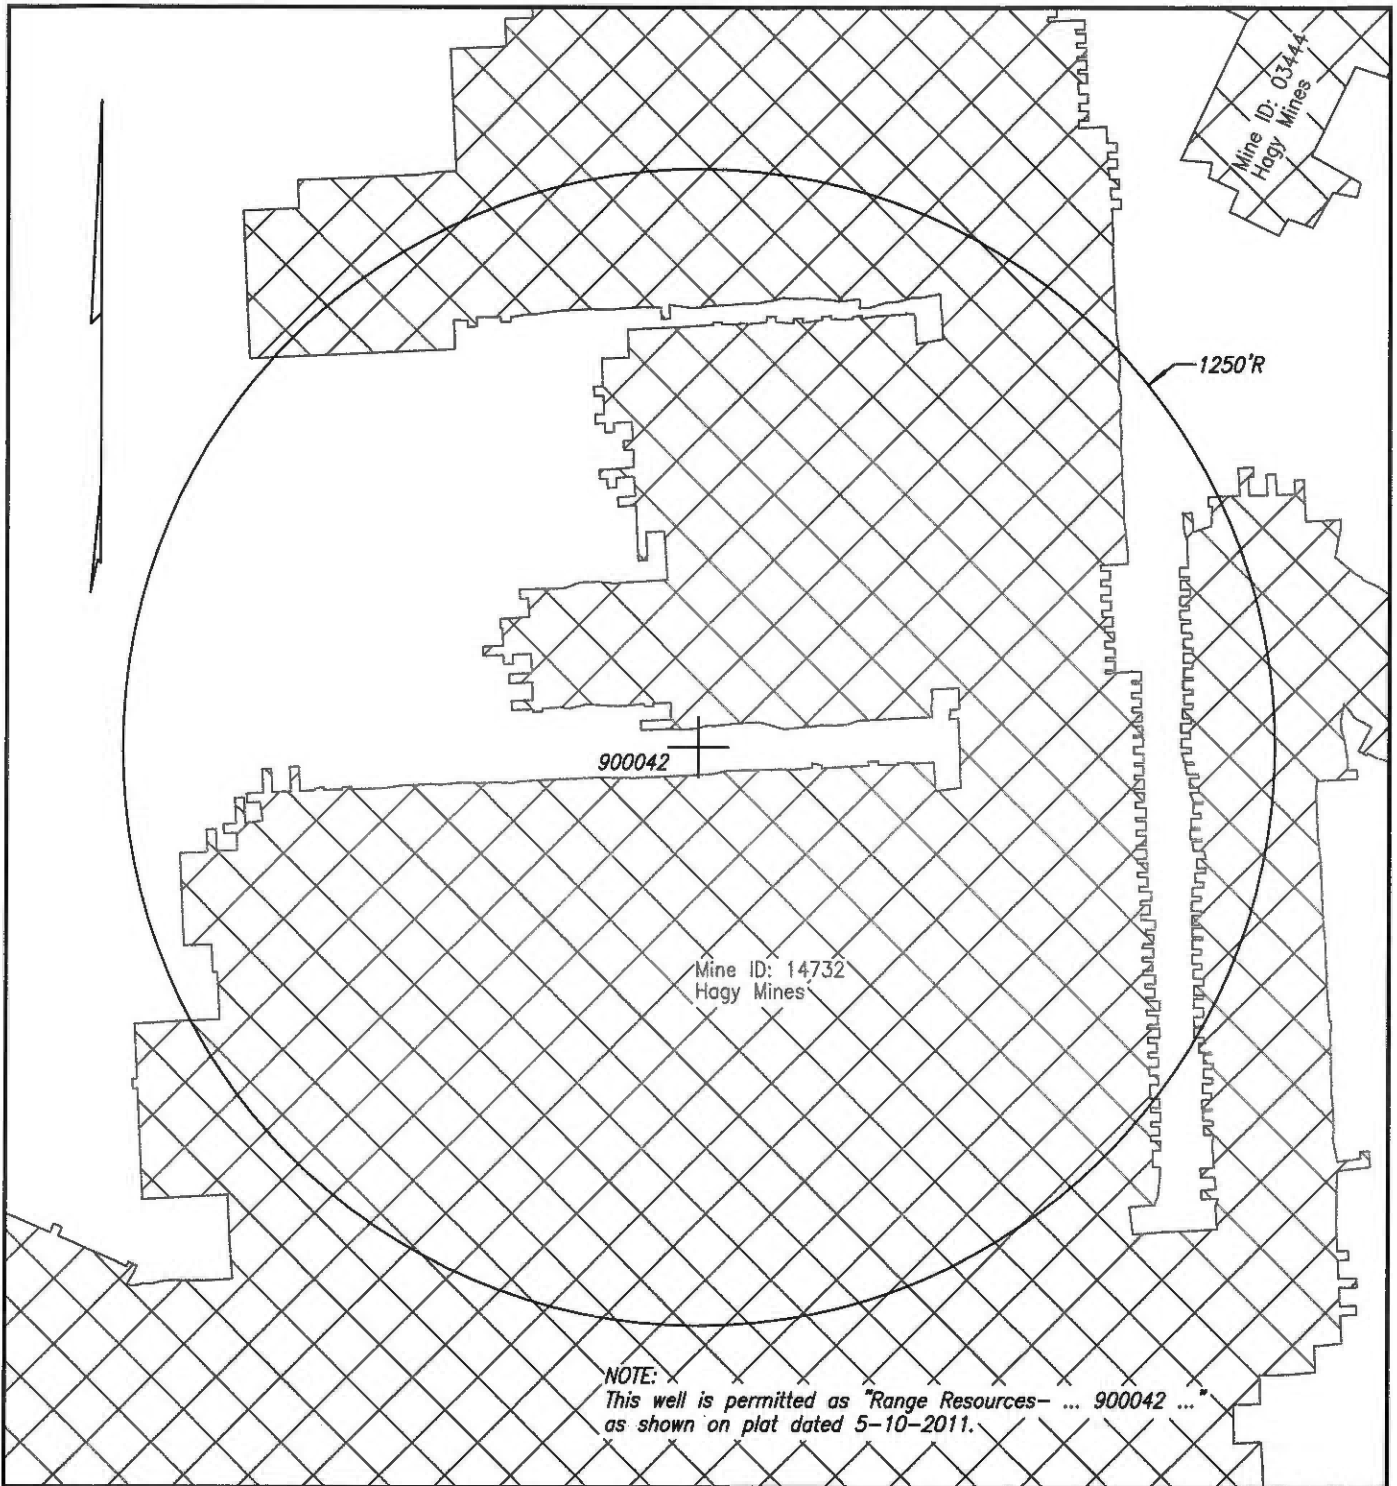 Mine ID: 03444
Hagy Mines
1250'R
900042
Mine ID: 14732
Hagy Mines
NOTE:
This well is permitted as "Range Resources- ... 900042 ..."
as shown on plat dated 5-10-2011.